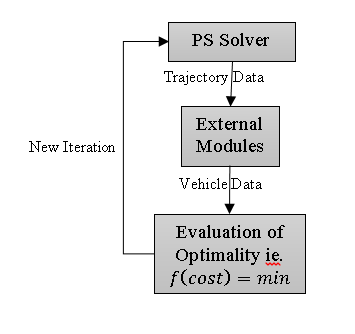 PS Solver
Trajectory Data
External
Modules
New Iteration
Vehicle Data
Evaluation of
Optimality ie.
f(cost) = min